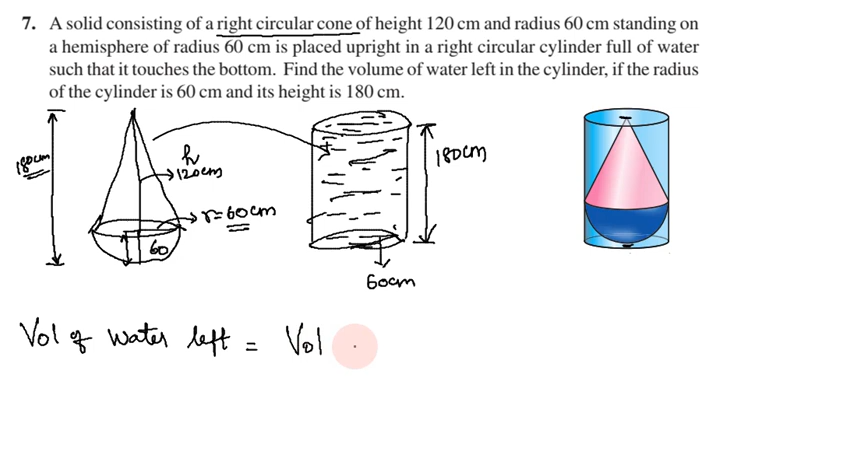 7. A solid consisting of a right circular cone of height 120 cm and radius 60 cm standing on
a hemisphere of radius 60 cm is placed upright in a right circular cylinder full of water
such that it touches the bottom. Find the volume of water left in the cylinder, if the radius
of the cylinder is 60 cm and its height is 180 cm.
180cm
h
120cm
r=60cm
60
180cm
60cm
Vol of water left = Vol